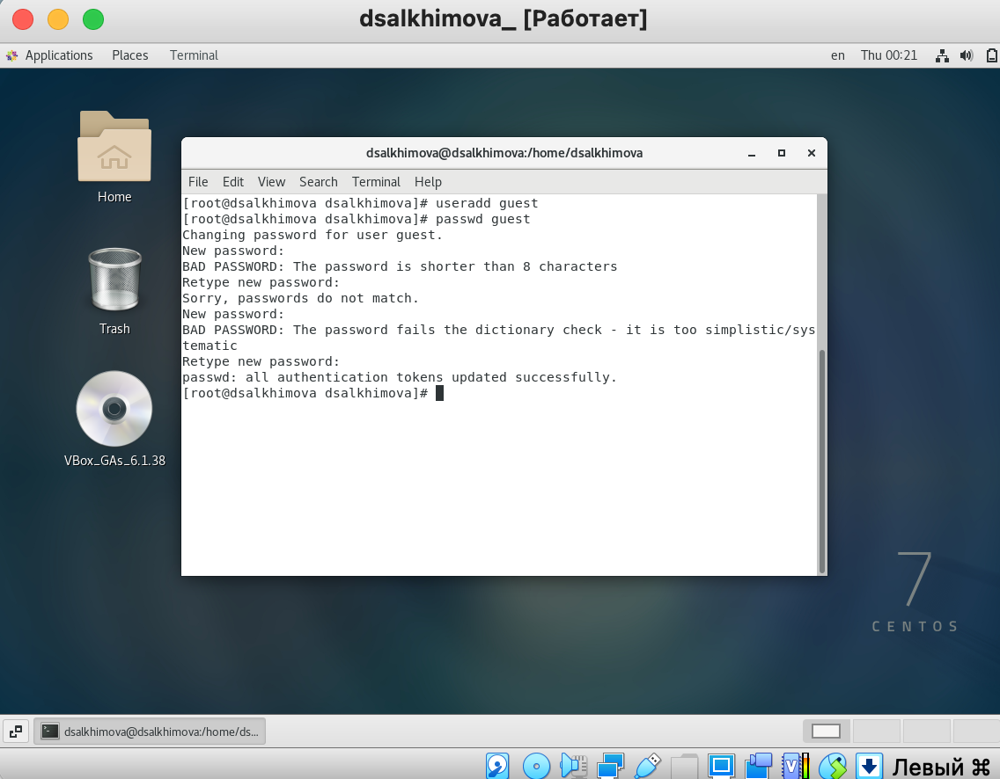 dsalkhimova_ [Работает]
Applications Places Terminal en Thu 00:21
Home
Trash
VBox_GAs_6.1.38
dsalkhimova@dsalkhimova:/home/dsalkhimova
File Edit View Search Terminal Help
[root@dsalkhimova dsalkhimova]# useradd guest
[root@dsalkhimova dsalkhimova]# passwd guest
Changing password for user guest.
New password:
BAD PASSWORD: The password is shorter than 8 characters
Retype new password:
Sorry, passwords do not match.
New password:
BAD PASSWORD: The password fails the dictionary check - it is too simplistic/sys
tematic
Retype new password:
passwd: all authentication tokens updated successfully.
[root@dsalkhimova dsalkhimova]#
7
CENTOS
dsalkhimova@dsalkhimova:/home/ds...
Левый ⌘